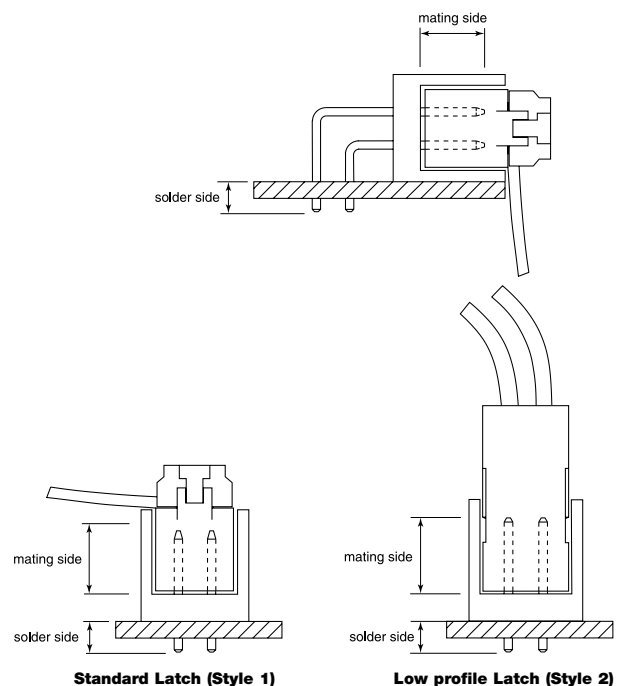 mating side
solder side
mating side
solder side
mating side
solder side
Standard Latch (Style 1)
Low profile Latch (Style 2)